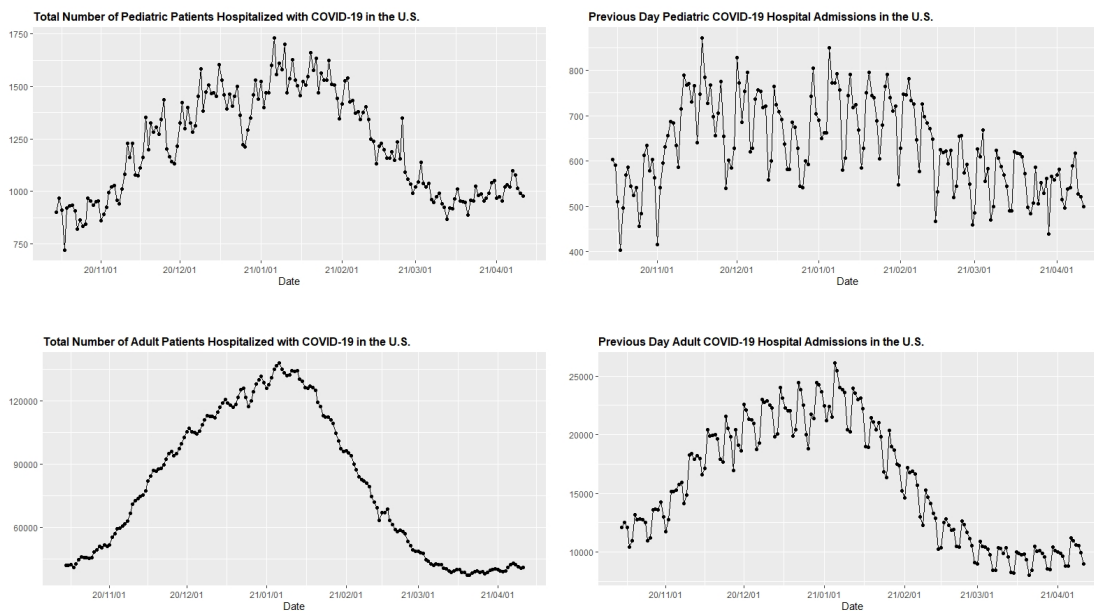 Total Number of Pediatric Patients Hospitalized with COVID-19 in the U.S.
1750
1500
1250
1000
750
20/11/01 20/12/01 21/01/01 21/02/01 21/03/01 21/04/01
Date
Previous Day Pediatric COVID-19 Hospital Admissions in the U.S.
800
700
600
500
400
20/11/01 20/12/01 21/01/01 21/02/01 21/03/01 21/04/01
Date
Total Number of Adult Patients Hospitalized with COVID-19 in the U.S.
120000
90000
60000
20/11/01 20/12/01 21/01/01 21/02/01 21/03/01 21/04/01
Date
Previous Day Adult COVID-19 Hospital Admissions in the U.S.
25000
20000
15000
10000
20/11/01 20/12/01 21/01/01 21/02/01 21/03/01 21/04/01
Date